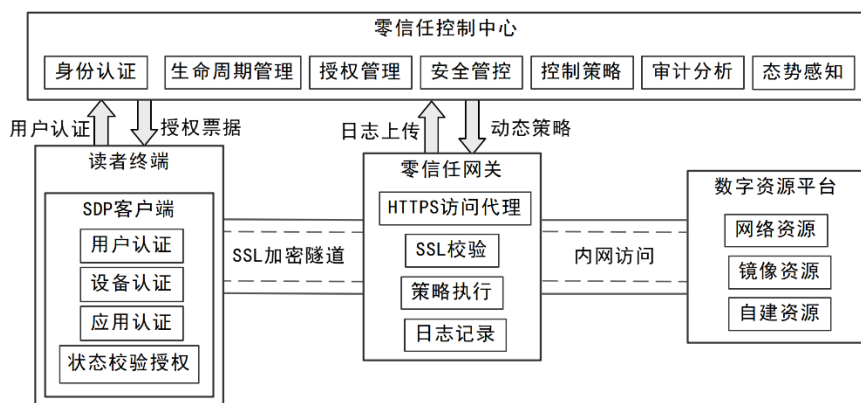 零信任控制中心
身份认证
生命周期管理
授权管理
安全管控
控制策略
审计分析
态势感知
用户认证
授权票据
日志上传
动态策略
读者终端
SDP客户端
用户认证
设备认证
应用认证
状态校验授权
SSL加密隧道
零信任网关
HTTPS访问代理
SSL校验
策略执行
日志记录
内网访问
数字资源平台
网络资源
镜像资源
自建资源